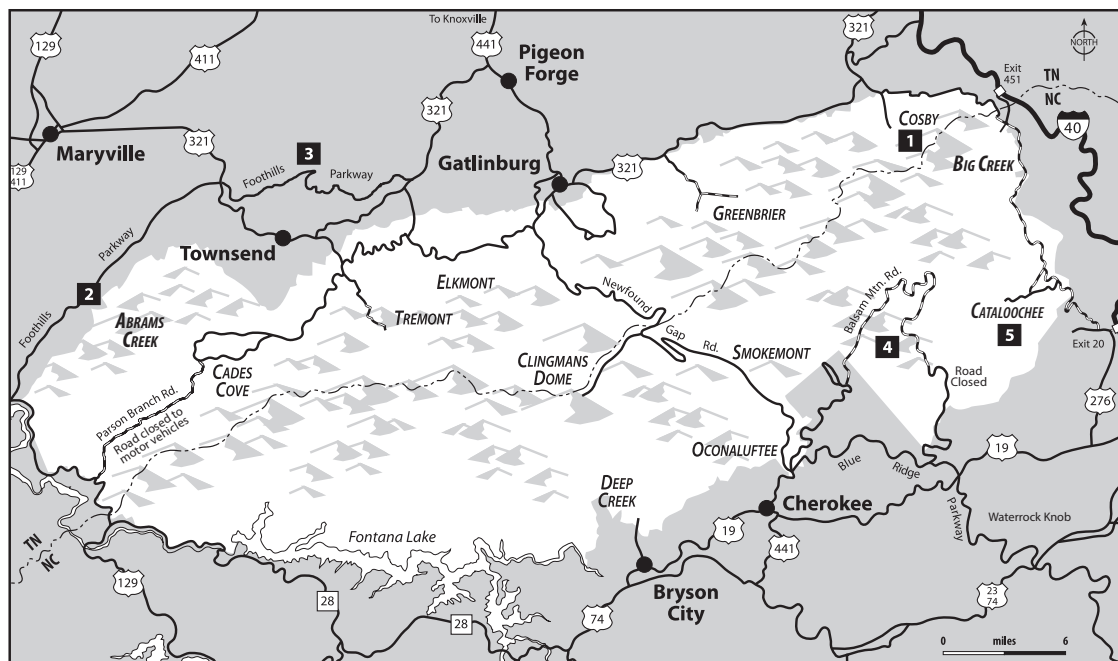 To Knoxville
129
411
441
321
Pigeon
Forge
NORTH
Exit
451
TN
NC
40
321
COSBY
1
Maryville
321
3
Foothills
Parkway
Gatlinburg
321
BIG CREEK
129
411
GREENBRIER
Townsend
Parkway
ELKMONT
Newfound
Gap
Rd.
Balsam Mtn. Rd.
2
Foothills
ABRAMS
CREEK
TREMONT
CATALOOCHEE
5
Exit 20
CLINGMANS
DOME
SMOKEMONT
4
Road
Closed
CADES
COVE
Parson Branch Rd.
Road closed to
motor vehicles
276
OCONALUFTEE
Blue
Ridge
Parkway
19
DEEP
CREEK
Cherokee
Waterrock Knob
TN
NC
Fontana Lake
19
441
129
28
28
74
Bryson
City
23
74
0
miles
6